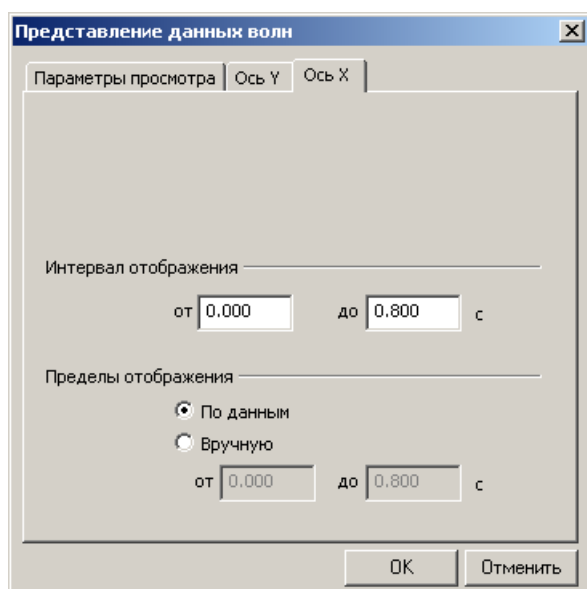 Представление данных волн
Параметры просмотра Ось Y Ось X
Интервал отображения
от 0.000 до 0.800 с
Пределы отображения
По данным
Вручную
от 0.000 до 0.800 с
OK Отменить